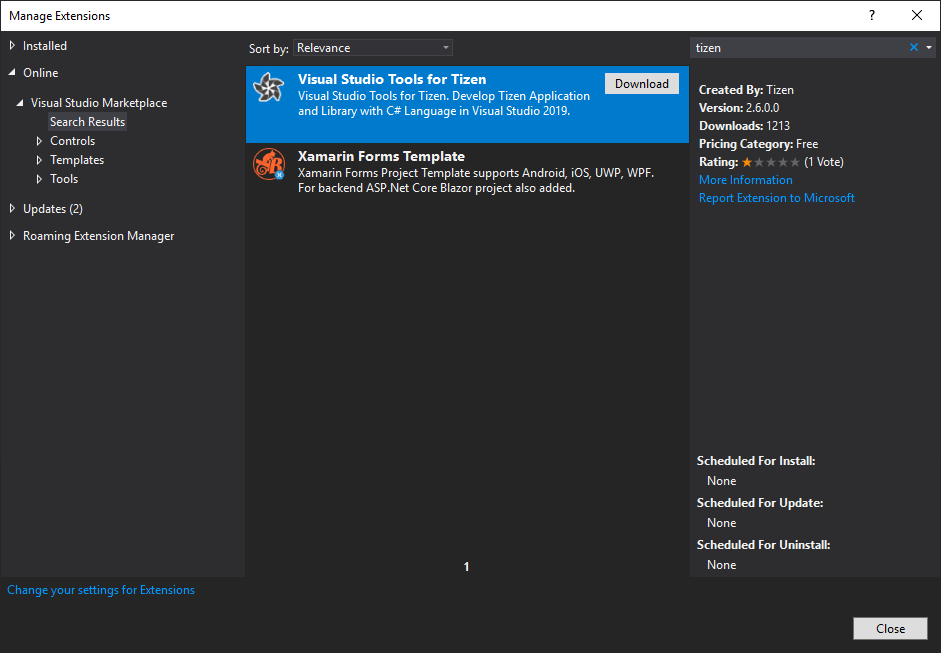 Manage Extensions
?
Installed
Online
Visual Studio Marketplace
Search Results
Controls
Templates
Tools
Updates (2)
Roaming Extension Manager
Change your settings for Extensions
Sort by: Relevance
Visual Studio Tools for Tizen
Visual Studio Tools for Tizen. Develop Tizen Application
and Library with C# Language in Visual Studio 2019.
Download
Xamarin Forms Template
Xamarin Forms Project Template supports Android, iOS, UWP, WPF.
For backend ASP.Net Core Blazor project also added.
1
tizen
Created By: Tizen
Version: 2.6.0.0
Downloads: 1213
Pricing Category: Free
Rating: (1 Vote)
More Information
Report Extension to Microsoft
Scheduled For Install:
None
Scheduled For Update:
None
Scheduled For Uninstall:
None
Close